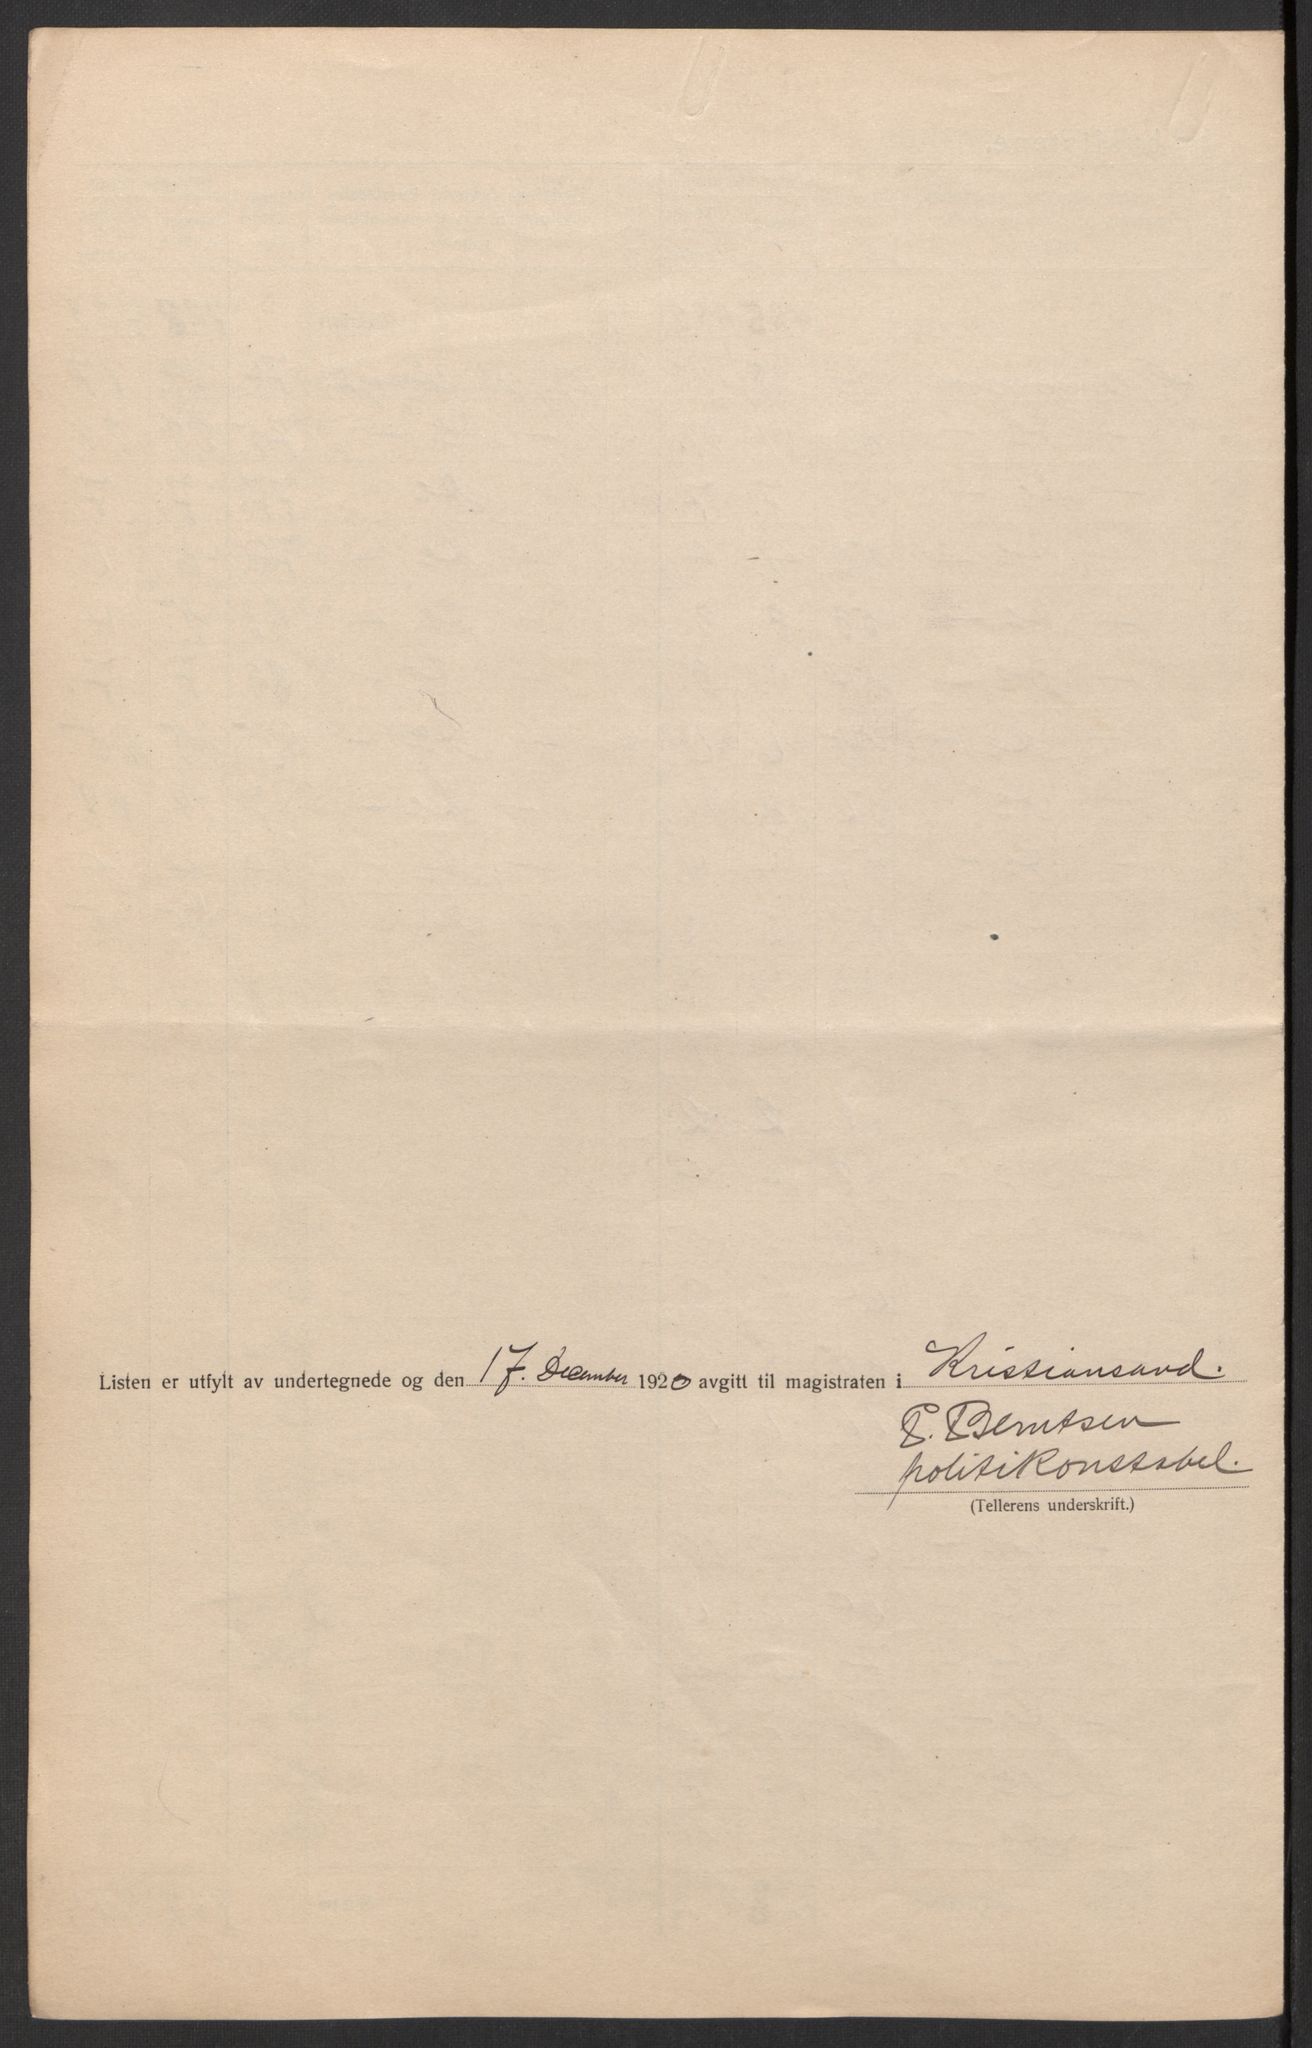 Listen er utfylt av undertegnede og den 17. December 1920 avgitt til magistraten i Kristiansand.
P. Berntsen
politikonstabel.
(Tellerens underskrift.)